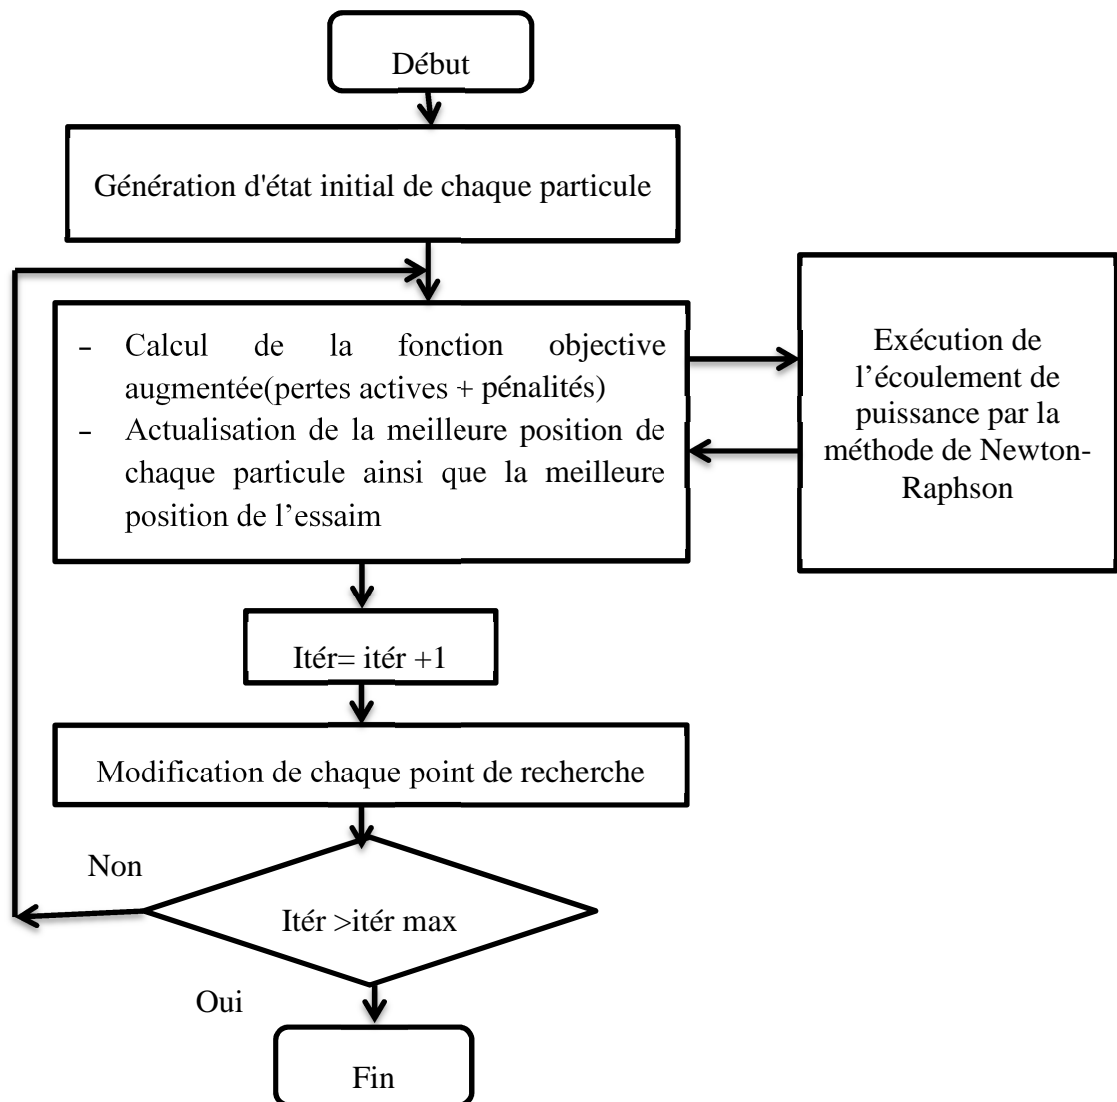 Début
Génération d'état initial de chaque particule
- Calcul de la fonction objective
augmentée(pertes actives + pénalités)
- Actualisation de la meilleure position de
chaque particule ainsi que la meilleure
position de l’essaim
Exécution de
l’écoulement de
puissance par la
méthode de Newton-
Raphson
Itér= itér +1
Modification de chaque point de recherche
Non
Itér >itér max
Oui
Fin